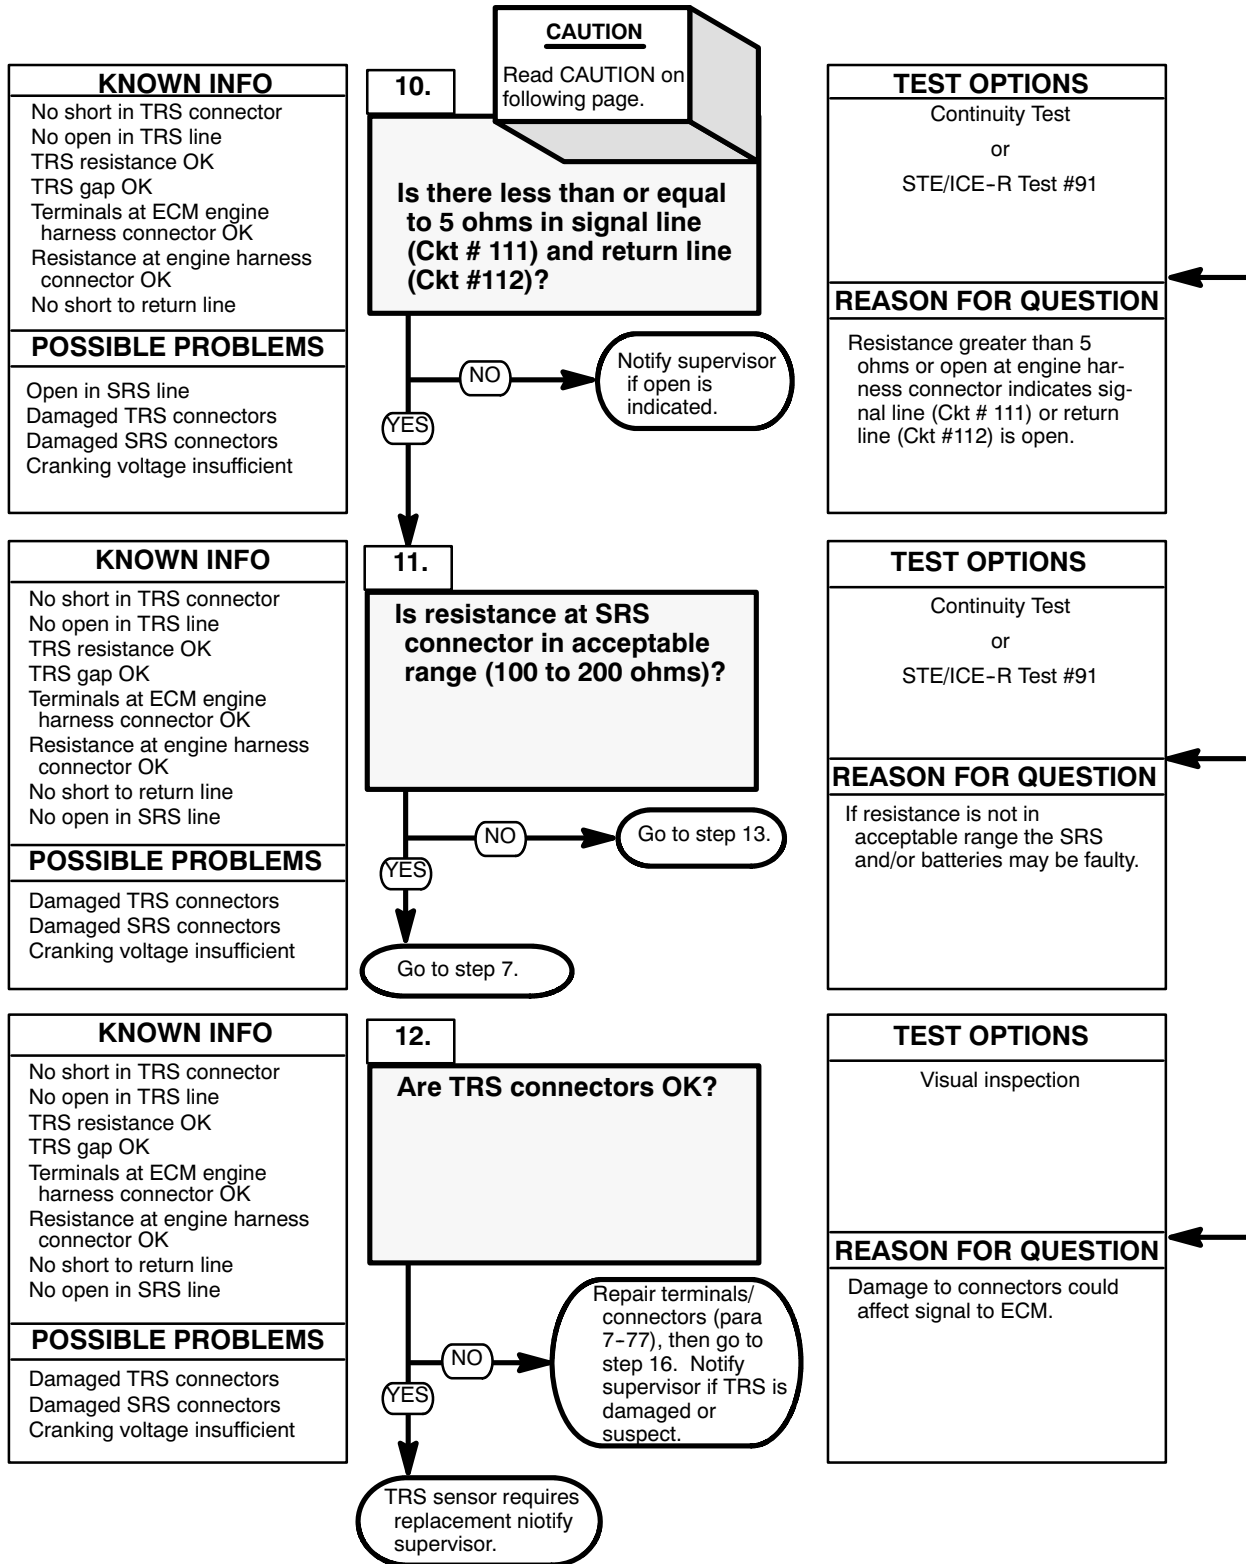 CAUTION
Read CAUTION on
following page.
KNOWN INFO
No short in TRS connector
No open in TRS line
TRS resistance OK
TRS gap OK
Terminals at ECM engine
harness connector OK
Resistance at engine harness
connector OK
No short to return line
POSSIBLE PROBLEMS
Open in SRS line
Damaged TRS connectors
Damaged SRS connectors
Cranking voltage insufficient
10.
Is there less than or equal
to 5 ohms in signal line
(Ckt # 111) and return line
(Ckt #112)?
NO
Notify supervisor
if open is
indicated.
YES
TEST OPTIONS
Continuity Test
or
STE/ICE-R Test #91
REASON FOR QUESTION
Resistance greater than 5
ohms or open at engine har-
ness connector indicates sig-
nal line (Ckt # 111) or return
line (Ckt #112) is open.
KNOWN INFO
No short in TRS connector
No open in TRS line
TRS resistance OK
TRS gap OK
Terminals at ECM engine
harness connector OK
Resistance at engine harness
connector OK
No short to return line
No open in SRS line
POSSIBLE PROBLEMS
Damaged TRS connectors
Damaged SRS connectors
Cranking voltage insufficient
11.
Is resistance at SRS
connector in acceptable
range (100 to 200 ohms)?
NO
Go to step 13.
YES
Go to step 7.
TEST OPTIONS
Continuity Test
or
STE/ICE-R Test #91
REASON FOR QUESTION
If resistance is not in
acceptable range the SRS
and/or batteries may be faulty.
KNOWN INFO
No short in TRS connector
No open in TRS line
TRS resistance OK
TRS gap OK
Terminals at ECM engine
harness connector OK
Resistance at engine harness
connector OK
No short to return line
No open in SRS line
POSSIBLE PROBLEMS
Damaged TRS connectors
Damaged SRS connectors
Cranking voltage insufficient
12.
Are TRS connectors OK?
NO
Repair terminals/
connectors (para
7-77), then go to
step 16. Notify
supervisor if TRS is
damaged or
suspect.
YES
TRS sensor requires
replacement niotify
supervisor.
TEST OPTIONS
Visual inspection
REASON FOR QUESTION
Damage to connectors could
affect signal to ECM.